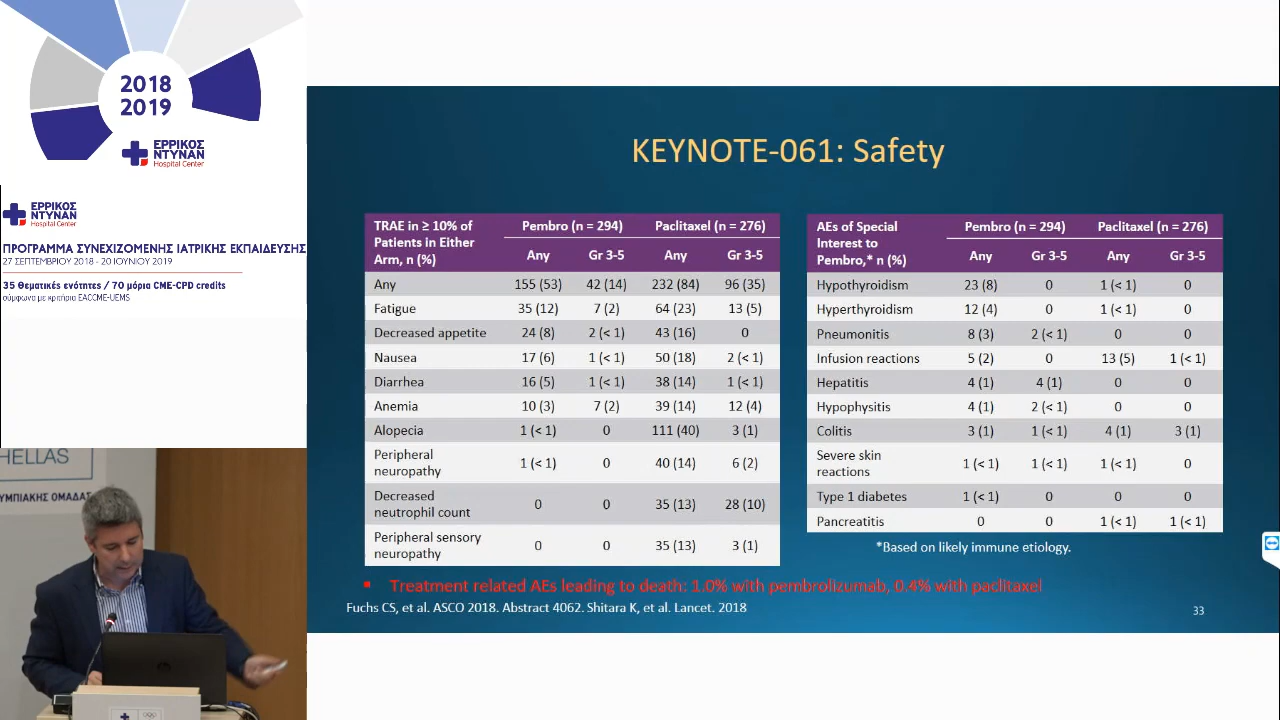 2018
2019
ΕΡΡΙΚΟΣ
ΝΤΥΝΑΝ
Hospital Center
ΕΡΡΙΚΟΣ
ΝΤΥΝΑΝ
Hospital Center
ΠΡΟΓΡΑΜΜΑ ΣΥΝΕΧΙΖΟΜΕΝΗΣ ΙΑΤΡΙΚΗΣ ΕΚΠΑΙΔΕΥΣΗΣ
27 ΣΕΠΤΕΜΒΡΙΟΥ 2018 - 20 ΙΟΥΝΙΟΥ 2019
35 θεματικές ενότητες / 70 μόρια CME-CPD credits
σύμφωνα με κριτήρια EACCME-UEMS
HELLAS
ΥΜΠΙΑΚΗΣ ΟΜΑΔΑΣ
KEYNOTE-061: Safety
TRAE in ≥ 10% of Patients in Either Arm, n (%) Pembro (n = 294) Paclitaxel (n = 276)
Any Gr 3-5 Any Gr 3-5
Any 155 (53) 42 (14) 232 (84) 96 (35)
Fatigue 35 (12) 7 (2) 64 (23) 13 (5)
Decreased appetite 24 (8) 2 (< 1) 43 (16) 0
Nausea 17 (6) 1 (< 1) 50 (18) 2 (< 1)
Diarrhea 16 (5) 1 (< 1) 38 (14) 1 (< 1)
Anemia 10 (3) 7 (2) 39 (14) 12 (4)
Alopecia 1 (< 1) 0 111 (40) 3 (1)
Peripheral neuropathy 1 (< 1) 0 40 (14) 6 (2)
Decreased neutrophil count 0 0 35 (13) 28 (10)
Peripheral sensory neuropathy 0 0 35 (13) 3 (1)
AEs of Special Interest to Pembro,* n (%) Pembro (n = 294) Paclitaxel (n = 276)
Any Gr 3-5 Any Gr 3-5
Hypothyroidism 23 (8) 0 1 (< 1) 0
Hyperthyroidism 12 (4) 0 1 (< 1) 0
Pneumonitis 8 (3) 2 (< 1) 0 0
Infusion reactions 5 (2) 0 13 (5) 1 (< 1)
Hepatitis 4 (1) 4 (1) 0 0
Hypophysitis 4 (1) 2 (< 1) 0 0
Colitis 3 (1) 1 (< 1) 4 (1) 3 (1)
Severe skin reactions 1 (< 1) 1 (< 1) 1 (< 1) 0
Type 1 diabetes 1 (< 1) 0 0 0
Pancreatitis 0 0 1 (< 1) 1 (< 1)
*Based on likely immune etiology.
▪ Treatment related AEs leading to death: 1.0% with pembrolizumab, 0.4% with paclitaxel
Fuchs CS, et al. ASCO 2018. Abstract 4062. Shitara K, et al. Lancet. 2018
33